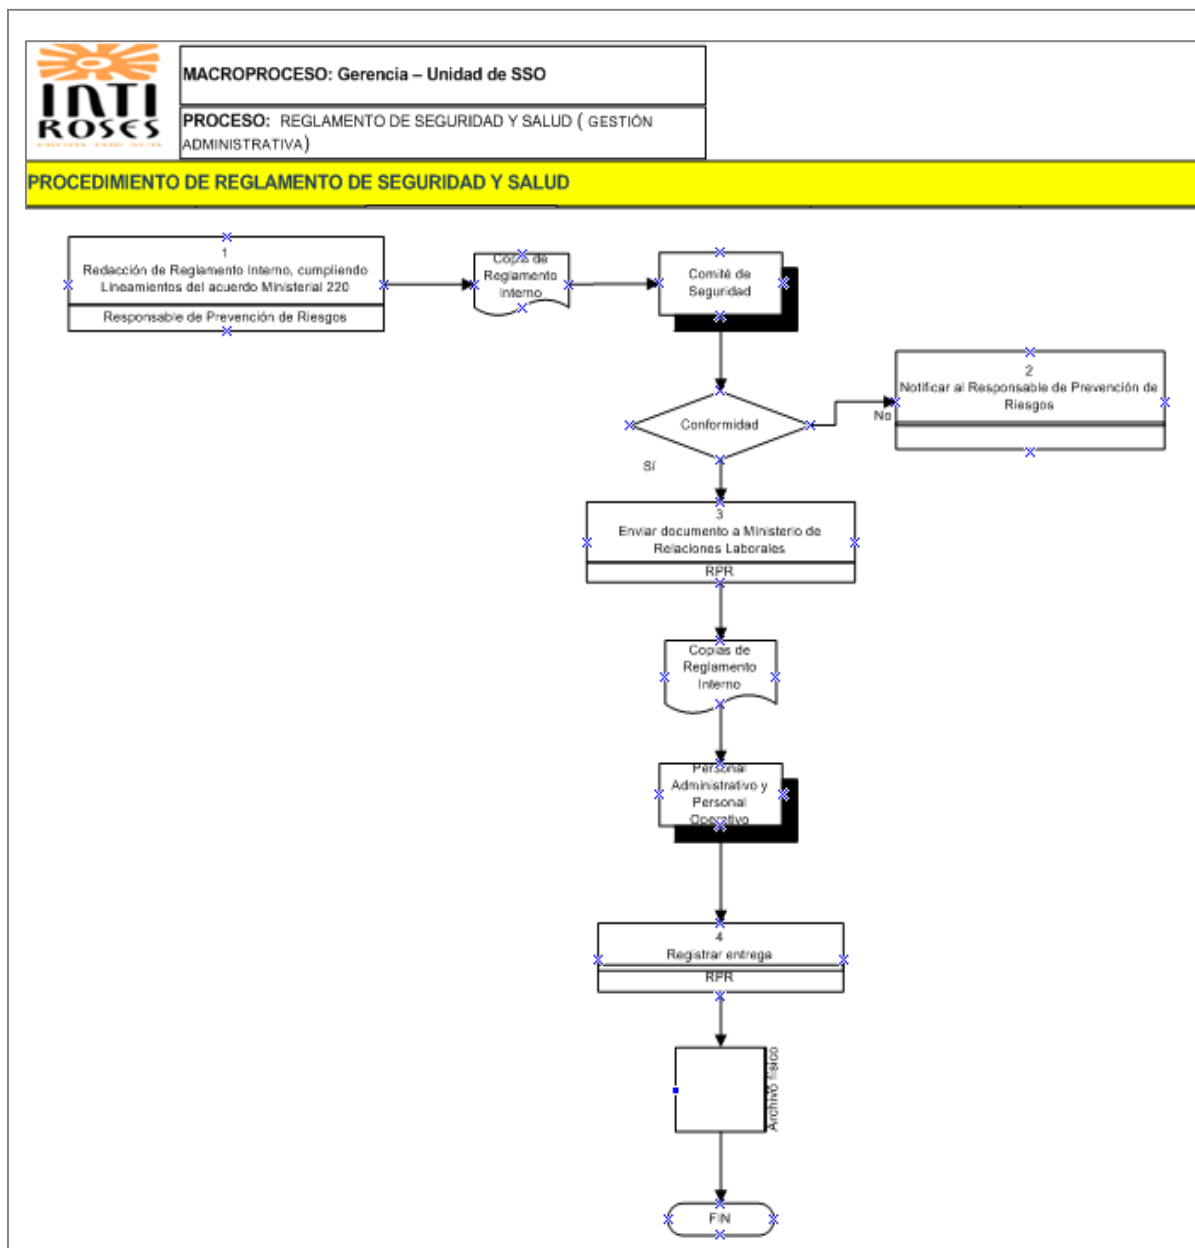 INTI
ROSES
MACROPROCESO: Gerencia – Unidad de SSO
PROCESO: REGLAMENTO DE SEGURIDAD Y SALUD ( GESTIÓN
ADMINISTRATIVA)
PROCEDIMIENTO DE REGLAMENTO DE SEGURIDAD Y SALUD
1
Redacción de Reglamento Interno, cumpliendo
Lineamientos del acuerdo Ministerial 220
Responsable de Prevención de Riesgos
Copia de
Reglamento
Interno
Comité de
Seguridad
2
Notificar al Responsable de Prevención de
Riesgos
Conformidad
No
Sí
3
Enviar documento a Ministerio de
Relaciones Laborales
RPR
Copias de
Reglamento
Interno
Personal
Administrativo y
Personal
Operativo
4
Registrar entrega
RPR
Archivo físico
FIN